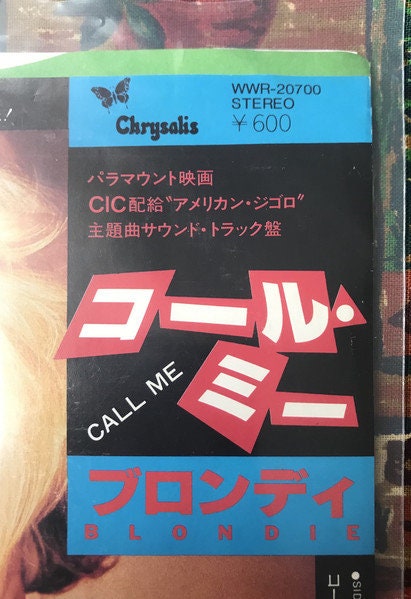 WWR-20700
STEREO
Chrysalis
¥600
パラマウント映画
CIC配給〝アメリカン・ジゴロ〟
主題曲サウンド・トラック盤
コール・
ミー
CALL ME
ブロンディ
BLONDIE
●SID